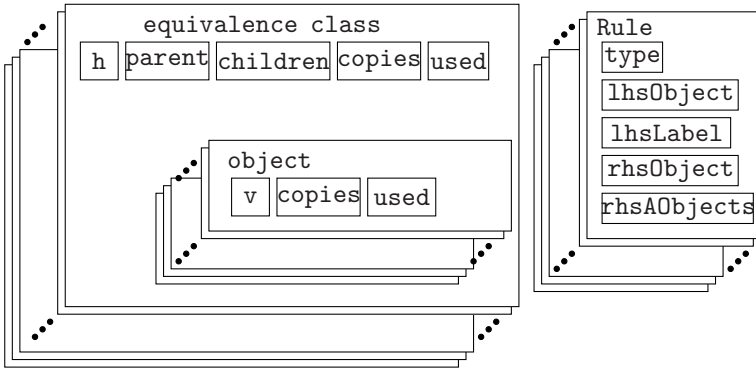 equivalence class
h parent children copies used
object
v copies used
Rule
type
lhsObject
lhsLabel
rhsObject
rhsAObjects